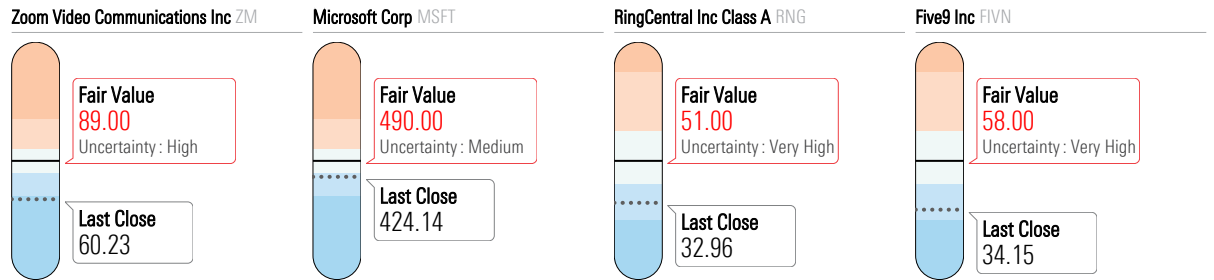 Zoom Video Communications Inc ZM
Fair Value
89.00
Uncertainty : High
Last Close
60.23
Microsoft Corp MSFT
Fair Value
490.00
Uncertainty : Medium
Last Close
424.14
RingCentral Inc Class A RNG
Fair Value
51.00
Uncertainty : Very High
Last Close
32.96
Five9 Inc FIVN
Fair Value
58.00
Uncertainty : Very High
Last Close
34.15